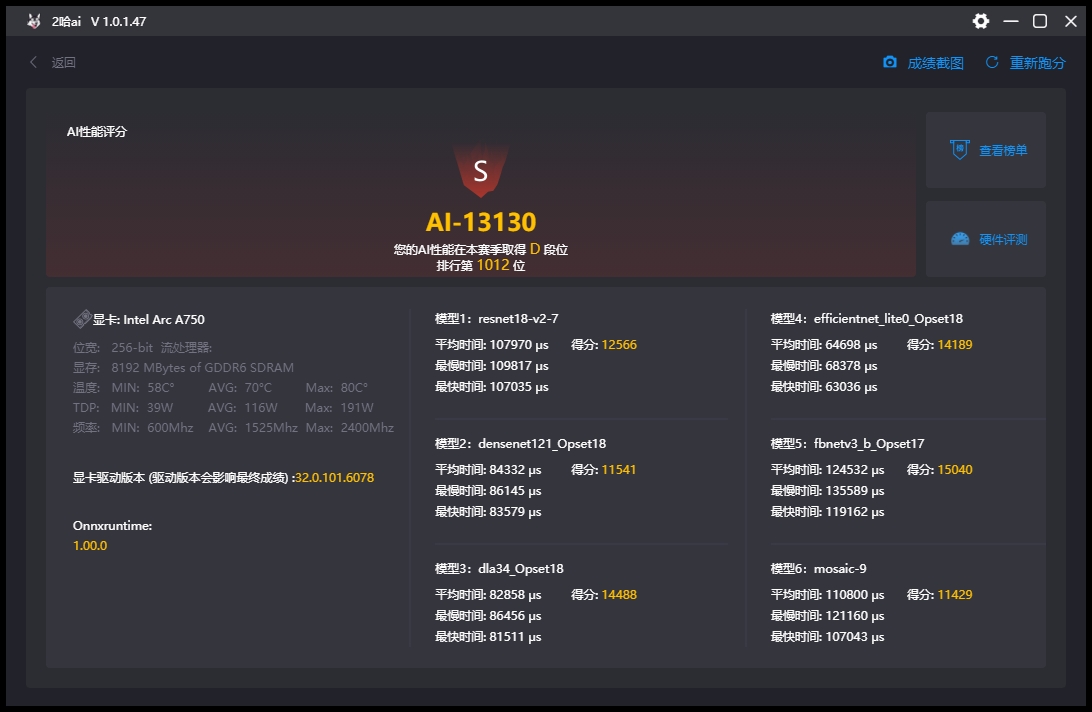 2哈ai V 1.0.1.47
返回
成绩截图
重新跑分
AI性能评分
S
AI-13130
您的AI性能在本赛季取得 D 段位
排行第 1012 位
榜
查看榜单
硬件评测
显卡: Intel Arc A750
位宽: 256-bit 流处理器:
显存: 8192 MBytes of GDDR6 SDRAM
温度: MIN: 58C° AVG: 70°C Max: 80C°
TDP: MIN: 39W AVG: 116W Max: 191W
频率: MIN: 600Mhz AVG: 1525Mhz Max: 2400Mhz
显卡驱动版本 (驱动版本会影响最终成绩) :32.0.101.6078
Onnxruntime:
1.00.0
模型1：resnet18-v2-7
平均时间: 107970 μs 得分: 12566
最慢时间: 109817 μs
最快时间: 107035 μs
模型2：densenet121_Opset18
平均时间: 84332 μs 得分: 11541
最慢时间: 86145 μs
最快时间: 83579 μs
模型3：dla34_Opset18
平均时间: 82858 μs 得分: 14488
最慢时间: 86456 μs
最快时间: 81511 μs
模型4：efficientnet_lite0_Opset18
平均时间: 64698 μs 得分: 14189
最慢时间: 68378 μs
最快时间: 63036 μs
模型5：fbnetv3_b_Opset17
平均时间: 124532 μs 得分: 15040
最慢时间: 135589 μs
最快时间: 119162 μs
模型6：mosaic-9
平均时间: 110800 μs 得分: 11429
最慢时间: 121160 μs
最快时间: 107043 μs